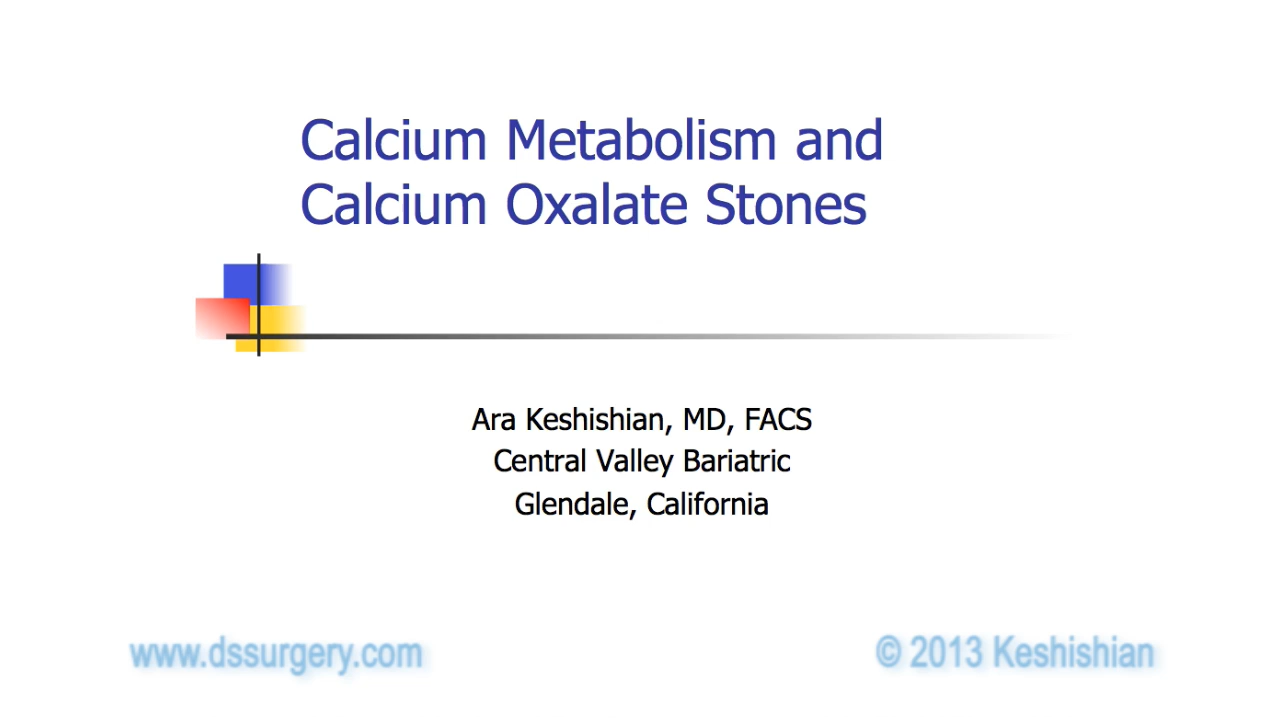 Calcium Metabolism and
Calcium Oxalate Stones
Ara Keshishian, MD, FACS
Central Valley Bariatric
Glendale, California
www.dssurgery.com
© 2013 Keshishian